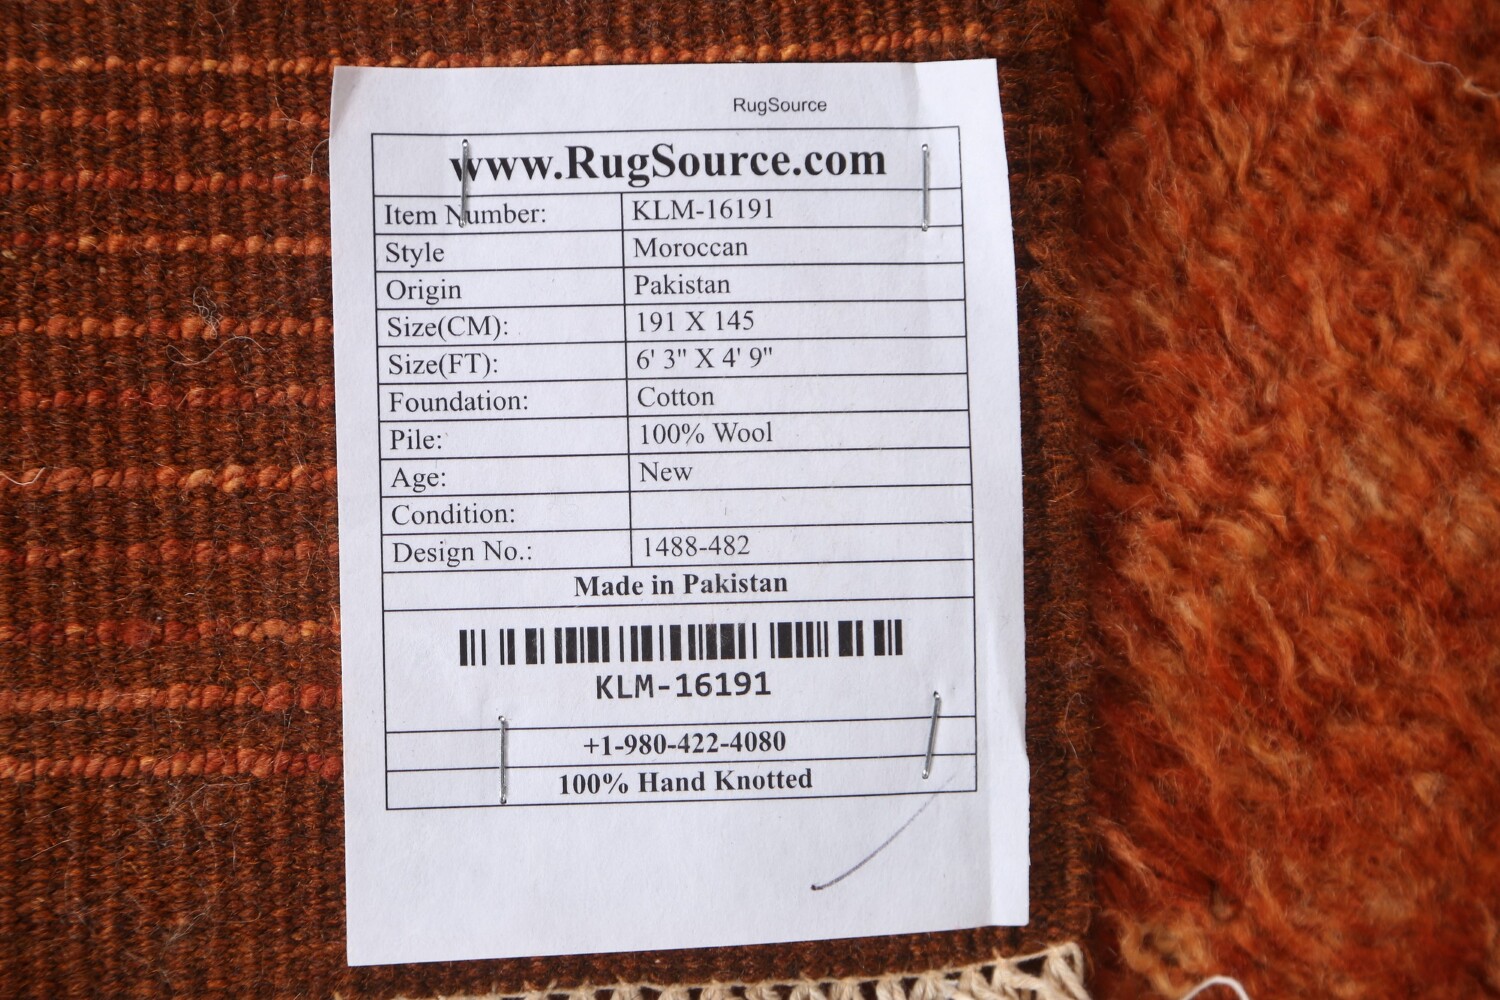 RugSource
www.RugSource.com
Item Number: KLM-16191
Style Moroccan
Origin Pakistan
Size(CM): 191 X 145
Size(FT): 6' 3" X 4' 9"
Foundation: Cotton
Pile: 100% Wool
Age: New
Condition:
Design No.: 1488-482
Made in Pakistan
KLM-16191
+1-980-422-4080
100% Hand Knotted